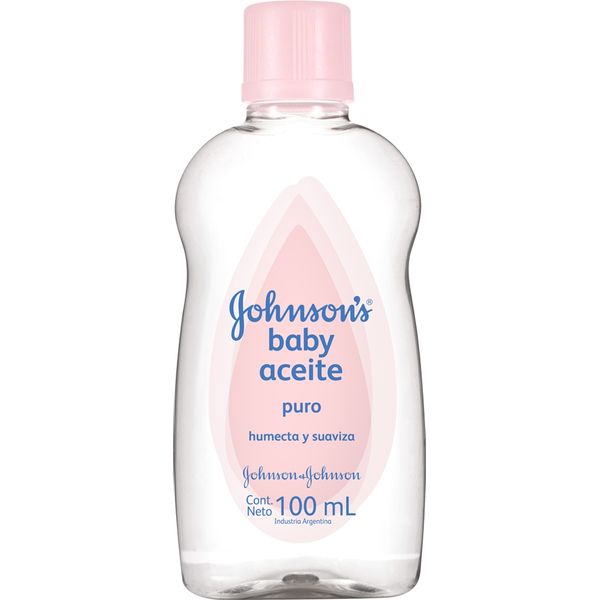 Johnson's®
baby
aceite
puro
humecta y suaviza
Johnson & Johnson
Cont.
Neto 100 mL
Industria Argentina